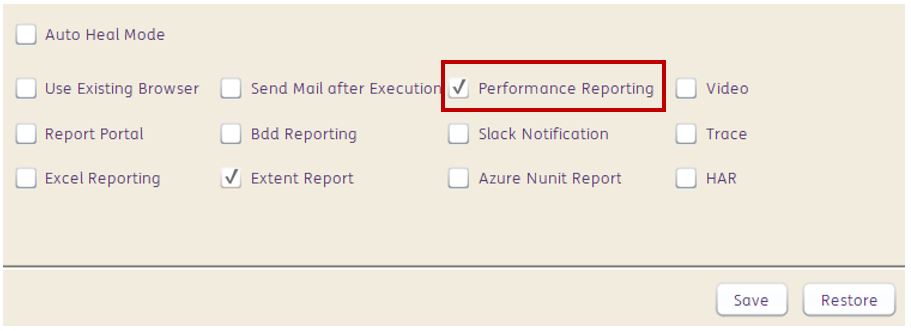 Auto Heal Mode
Use Existing Browser Send Mail after Execution Performance Reporting Video
Report Portal Bdd Reporting Slack Notification Trace
Excel Reporting Extent Report Azure Nunit Report HAR
Save Restore